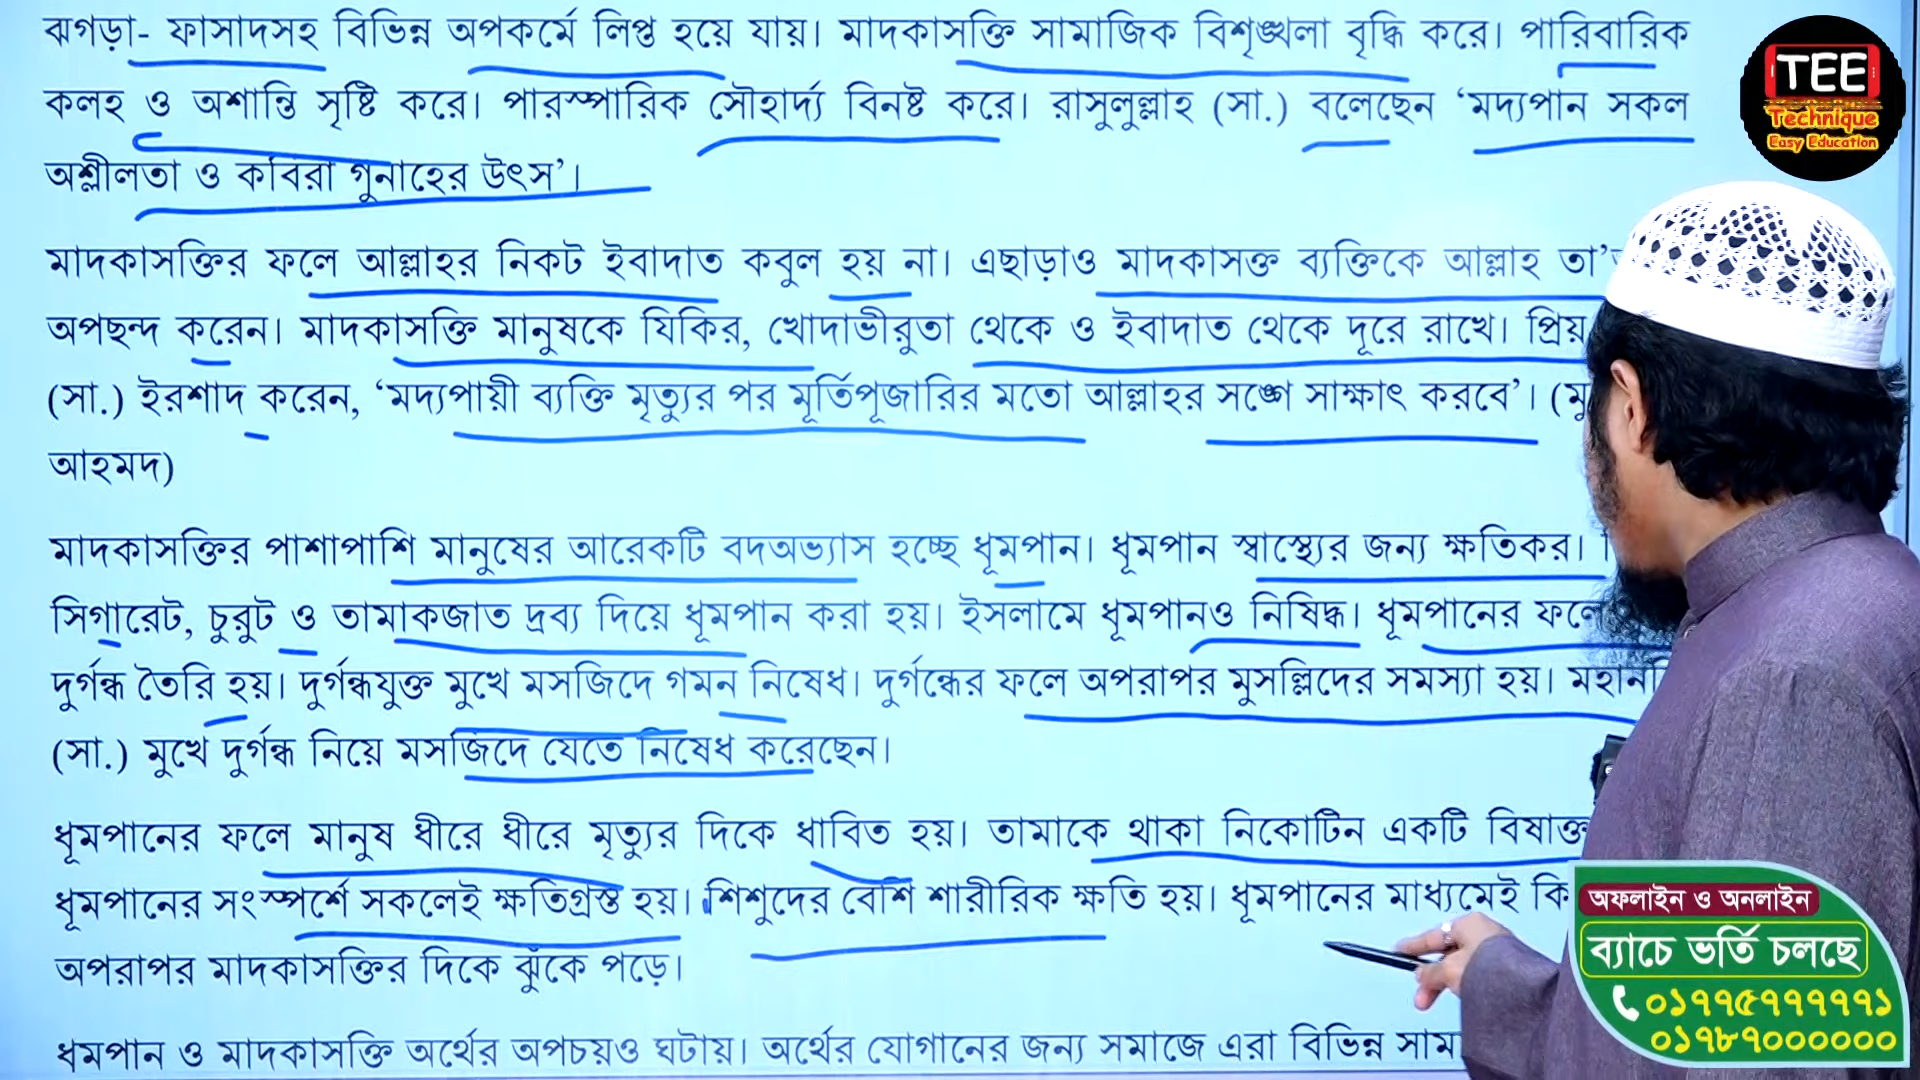 ঝগড়া- ফাসাদসহ বিভিন্ন অপকর্মে লিপ্ত হয়ে যায়। মাদকাসক্তি সামাজিক বিশৃঙ্খলা বৃদ্ধি করে। পারিবারিক
কলহ ও অশান্তি সৃষ্টি করে। পারস্পারিক সৌহার্দ্য বিনষ্ট করে। রাসুলুল্লাহ (সা.) বলেছেন ‘মদ্যপান সকল
অশ্লীলতা ও কবিরা গুনাহের উৎস’।
মাদকাসক্তির ফলে আল্লাহর নিকট ইবাদাত কবুল হয় না। এছাড়াও মাদকাসক্ত ব্যক্তিকে আল্লাহ
অপছন্দ করেন। মাদকাসক্তি মানুষকে যিকির, খোদাভীরুতা থেকে ও ইবাদাত থেকে দূরে রাখে। প্রিয়
(সা.) ইরশাদ করেন, ‘মদ্যপায়ী ব্যক্তি মৃত্যুর পর মূর্তিপূজারির মতো আল্লাহর সঙ্গে সাক্ষাৎ করবে’।
আহমদ)
মাদকাসক্তির পাশাপাশি মানুষের আরেকটি বদঅভ্যাস হচ্ছে ধূমপান। ধূমপান স্বাস্থ্যের জন্য ক্ষতিকর।
সিগারেট, চুরুট ও তামাকজাত দ্রব্য দিয়ে ধূমপান করা হয়। ইসলামে ধূমপানও নিষিদ্ধ। ধূমপানের ফলে
দুর্গন্ধ তৈরি হয়। দুর্গন্ধযুক্ত মুখে মসজিদে গমন নিষেধ। দুর্গন্ধের ফলে অপরাপর মুসল্লিদের সমস্যা হয়।
(সা.) মুখে দুর্গন্ধ নিয়ে মসজিদে যেতে নিষেধ করেছেন।
ধূমপানের ফলে মানুষ ধীরে ধীরে মৃত্যুর দিকে ধাবিত হয়। তামাকে থাকা নিকোটিন একটি বিষাক্ত
ধূমপানের সংস্পর্শে সকলেই ক্ষতিগ্রস্ত হয়। শিশুদের বেশি শারীরিক ক্ষতি হয়। ধূমপানের মাধ্যমেই
অপরাপর মাদকাসক্তির দিকে ঝুঁকে পড়ে।
ধূমপান ও মাদকাসক্তি অর্থের অপচয়ও ঘটায়। অর্থের যোগানের জন্য সমাজে এরা বিভিন্ন
TEE
Technique
Easy Education
অফলাইন ও অনলাইন
ব্যাচে ভর্তি চলছে
০১৭৭৫৭৭৭৭৭১
০১৭৮৭০০০০০০